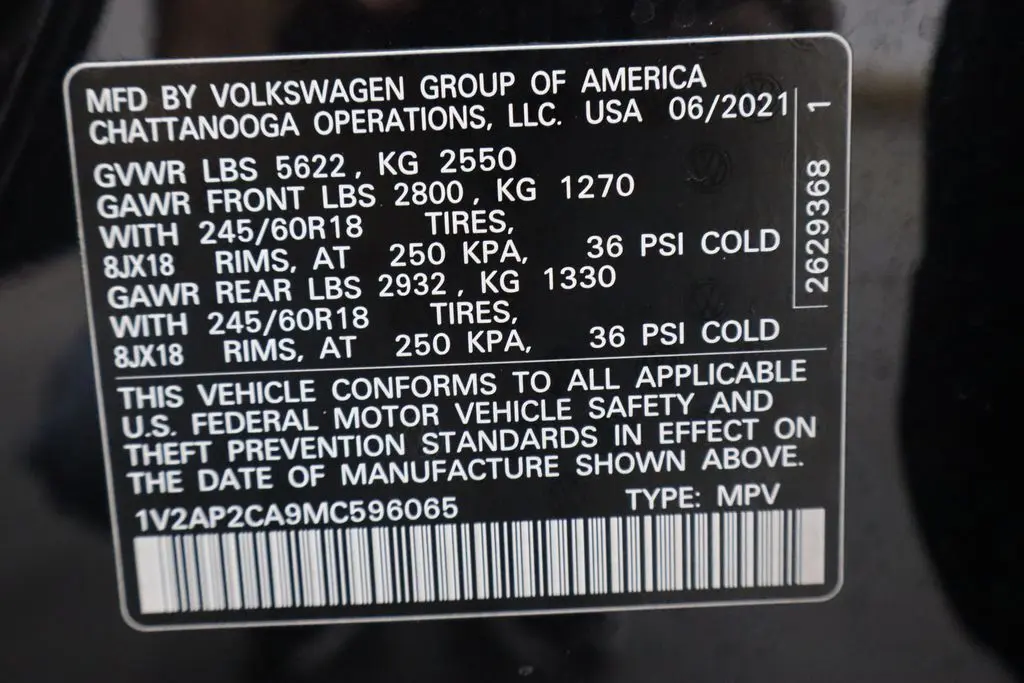 MFD BY VOLKSWAGEN GROUP OF AMERICA
CHATTANOOGA OPERATIONS, LLC. USA 06/2021
GVWR LBS 5622, KG 2550
GAWR FRONT LBS 2800, KG 1270
WITH 245/60R18 TIRES,
8JX18 RIMS, AT 250 KPA, 36 PSI COLD
GAWR REAR LBS 2932, KG 1330
WITH 245/60R18 TIRES,
8JX18 RIMS, AT 250 KPA, 36 PSI COLD
2629368 1
THIS VEHICLE CONFORMS TO ALL APPLICABLE
U.S. FEDERAL MOTOR VEHICLE SAFETY AND
THEFT PREVENTION STANDARDS IN EFFECT ON
THE DATE OF MANUFACTURE SHOWN ABOVE.
1V2AP2CA9MC596065 TYPE: MPV